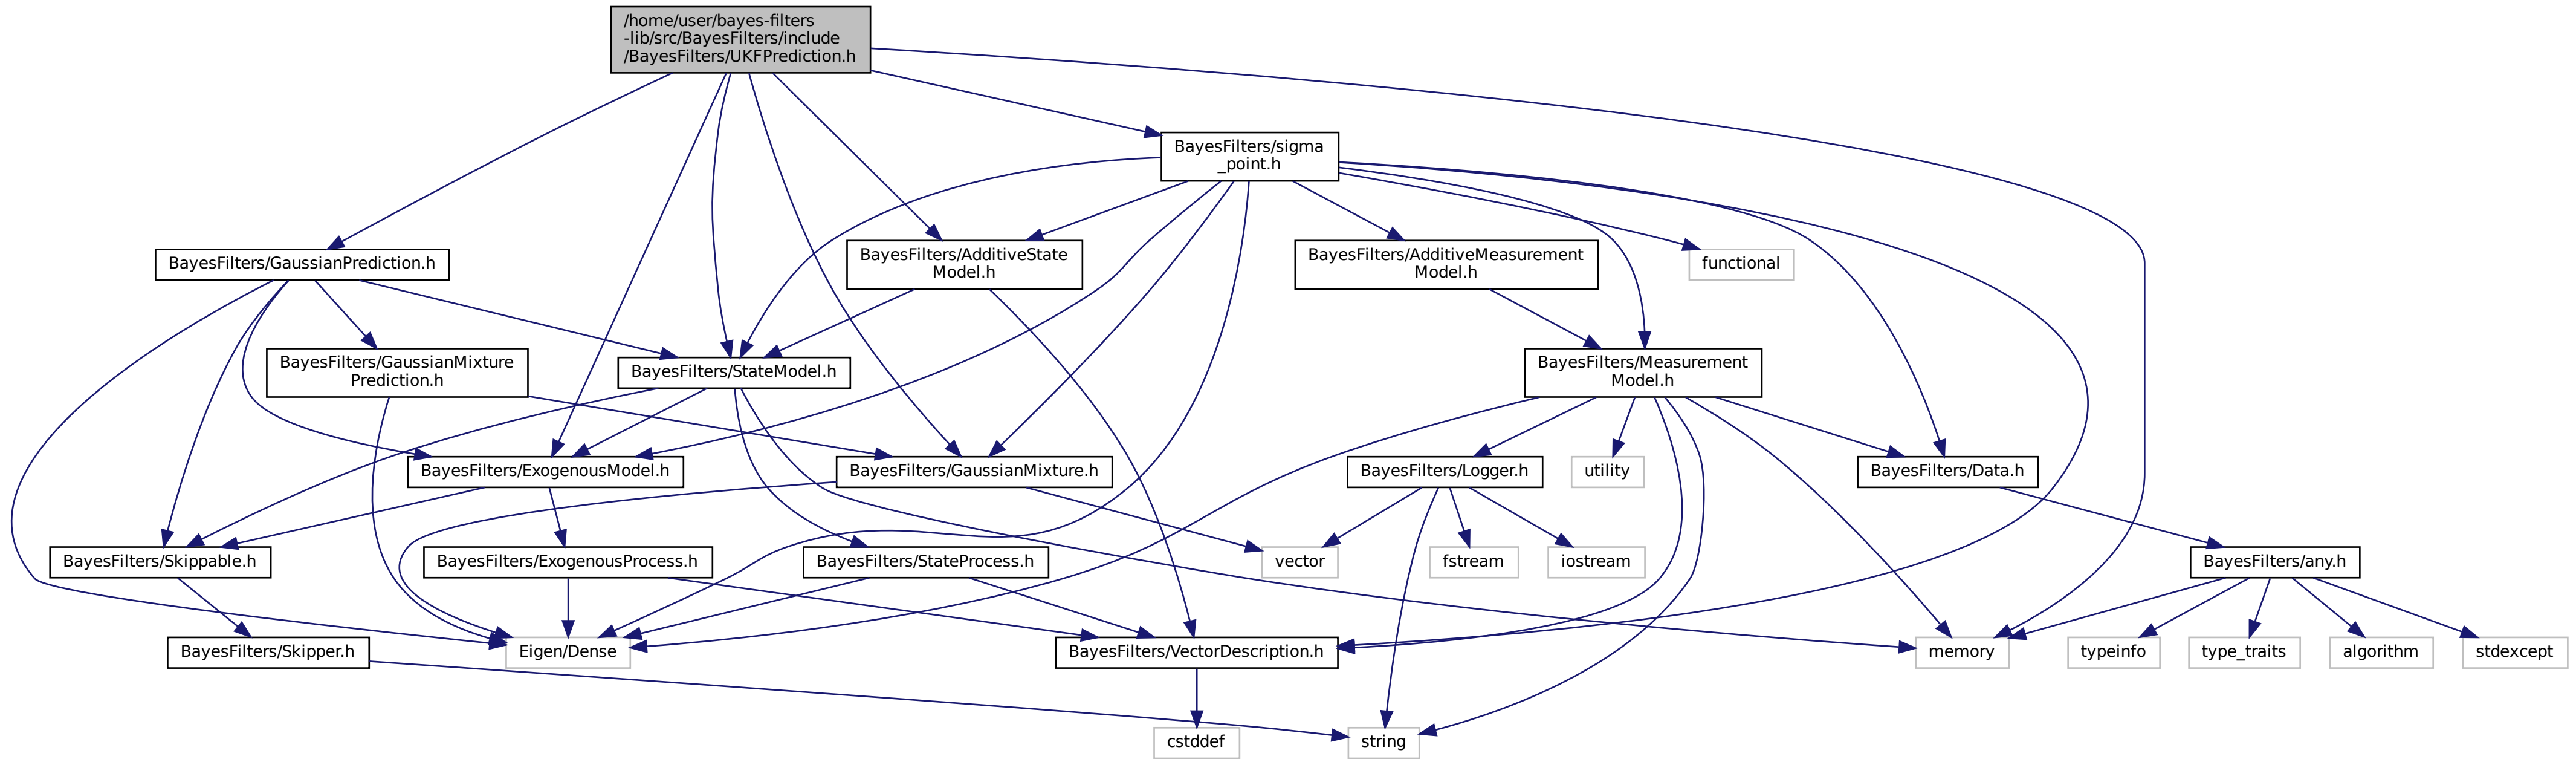 /home/user/bayes-filters
-lib/src/BayesFilters/include
/BayesFilters/UKFPrediction.h
BayesFilters/sigma
_point.h
BayesFilters/GaussianPrediction.h
BayesFilters/AdditiveState
Model.h
BayesFilters/AdditiveMeasurement
Model.h
functional
BayesFilters/GaussianMixture
Prediction.h
BayesFilters/StateModel.h
BayesFilters/Measurement
Model.h
BayesFilters/ExogenousModel.h
BayesFilters/GaussianMixture.h
BayesFilters/Logger.h
utility
BayesFilters/Data.h
BayesFilters/Skippable.h
BayesFilters/ExogenousProcess.h
BayesFilters/StateProcess.h
vector
fstream
iostream
BayesFilters/any.h
BayesFilters/Skipper.h
Eigen/Dense
BayesFilters/VectorDescription.h
memory
typeinfo
type_traits
algorithm
stdexcept
cstddef
string